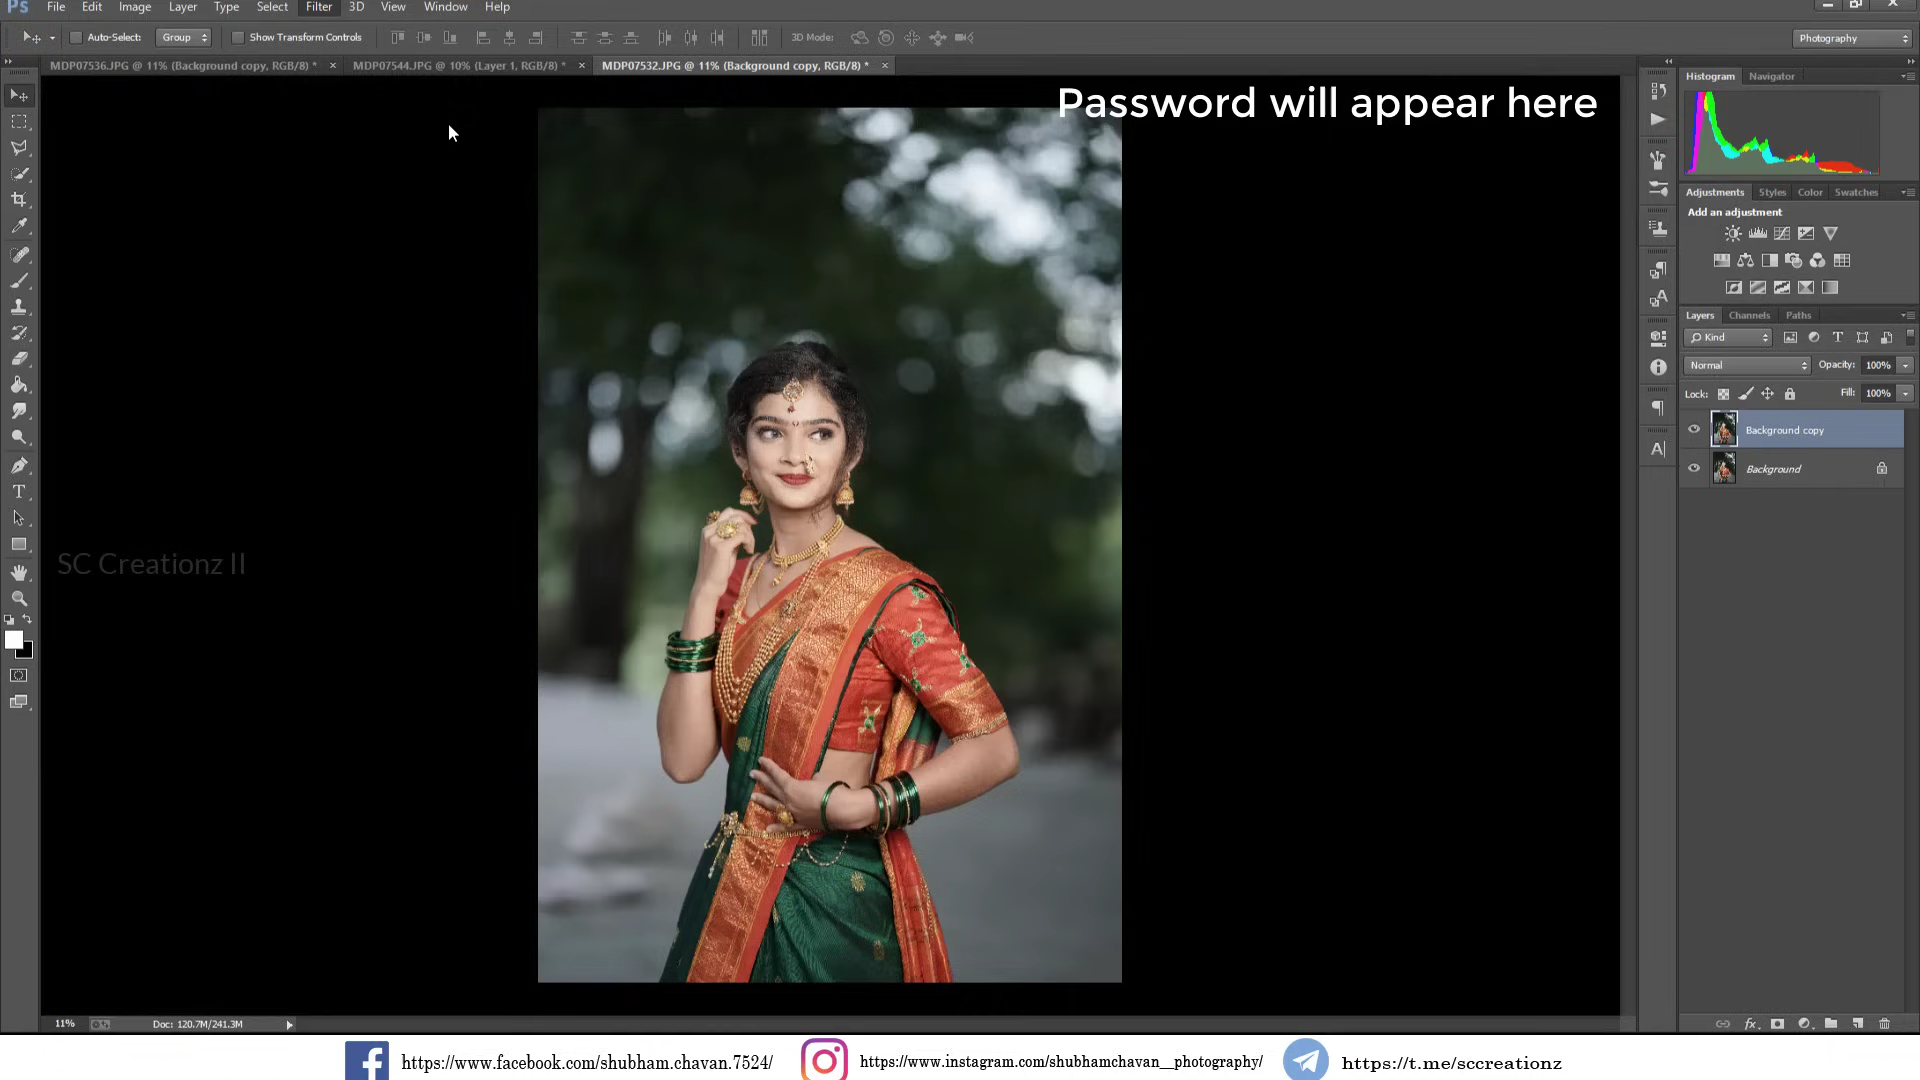 Ps File Edit Image Layer Type Select Filter 3D View Window Help
Auto-Select: Group Show Transform Controls 3D Mode: Photography
MDP07536.JPG @ 11% (Background copy, RGB/8) * × MDP07544.JPG @ 10% (Layer 1, RGB/8) * × MDP07532.JPG @ 11% (Background copy, RGB/8) * ×
Password will appear here
Histogram Navigator
Adjustments Styles Color Swatches
Add an adjustment
Layers Channels Paths
Kind
Normal Opacity: 100%
Lock: Fill: 100%
Background copy
Background
SC Creationz II
11% Doc: 120.7M/241.3M
https://www.facebook.com/shubham.chavan.7524/ https://www.instagram.com/shubhamchavan__photography/ https://t.me/sccreationz